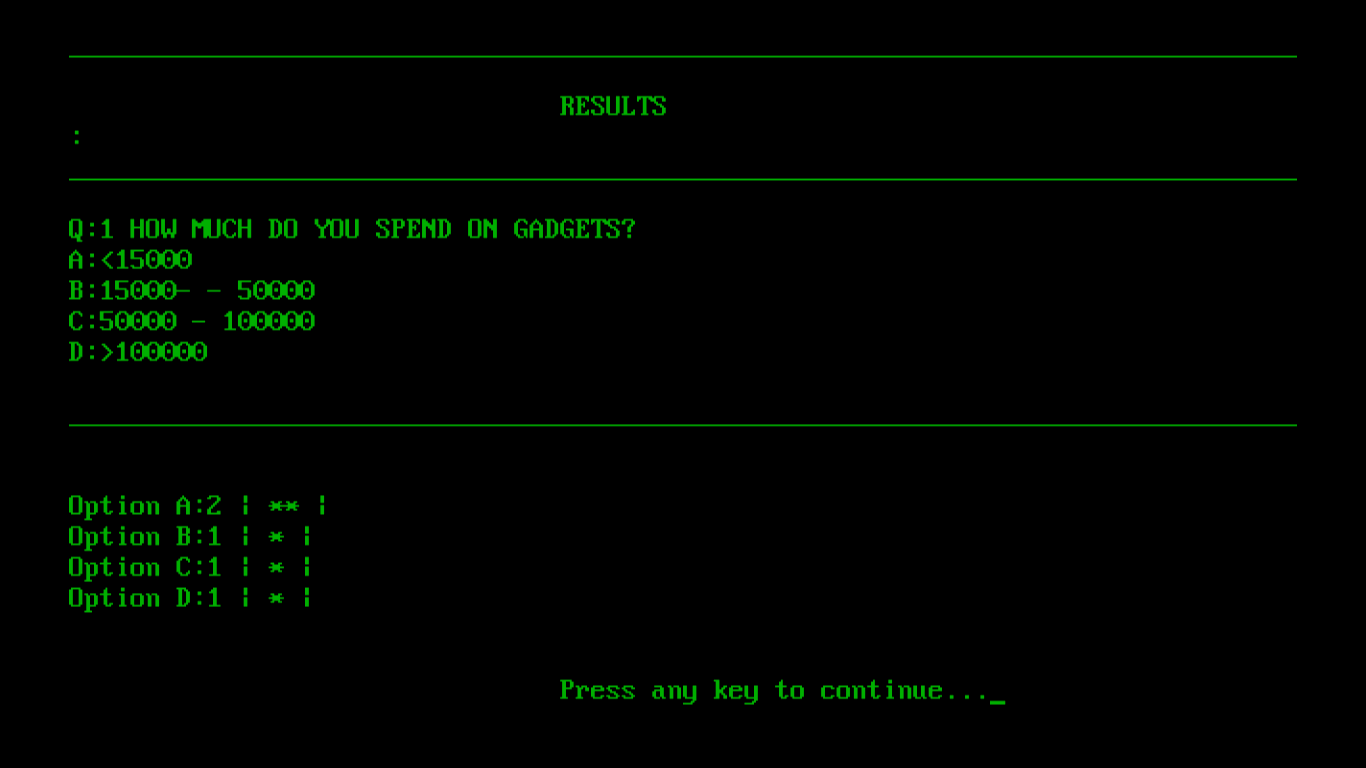 RESULTS
:
Q:1 HOW MUCH DO YOU SPEND ON GADGETS?
A:<15000
B:15000- - 50000
C:50000 - 100000
D:>100000
Option A:2 | ** |
Option B:1 | * |
Option C:1 | * |
Option D:1 | * |
Press any key to continue..._